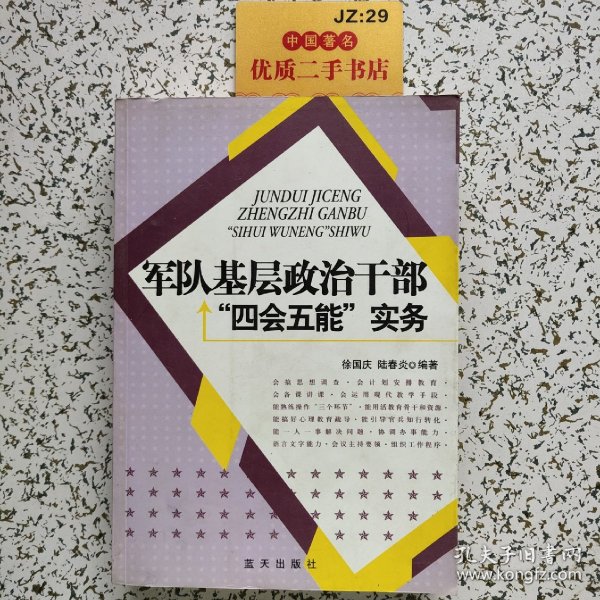 JZ:29
中国著名
优质二手书店
JUNDUI JICENG
ZHENGZHI GANBU
“SIHUI WUNENG”SHIWU
军队基层政治干部
“四会五能”实务
徐国庆 陆春炎◎编著
会搞思想调查·会计划安排教育·
会备课讲课·会运用现代教学手段
能熟练操作“三个环节”·能用活教育骨干和资源
能搞好心理教育疏导·能引导官兵知行转化
能一人一事解决问题·协调办事能力
语言文字能力·会议主持要领·组织工作程序·
蓝天出版社
孔夫子旧书网
www.kongfz.com